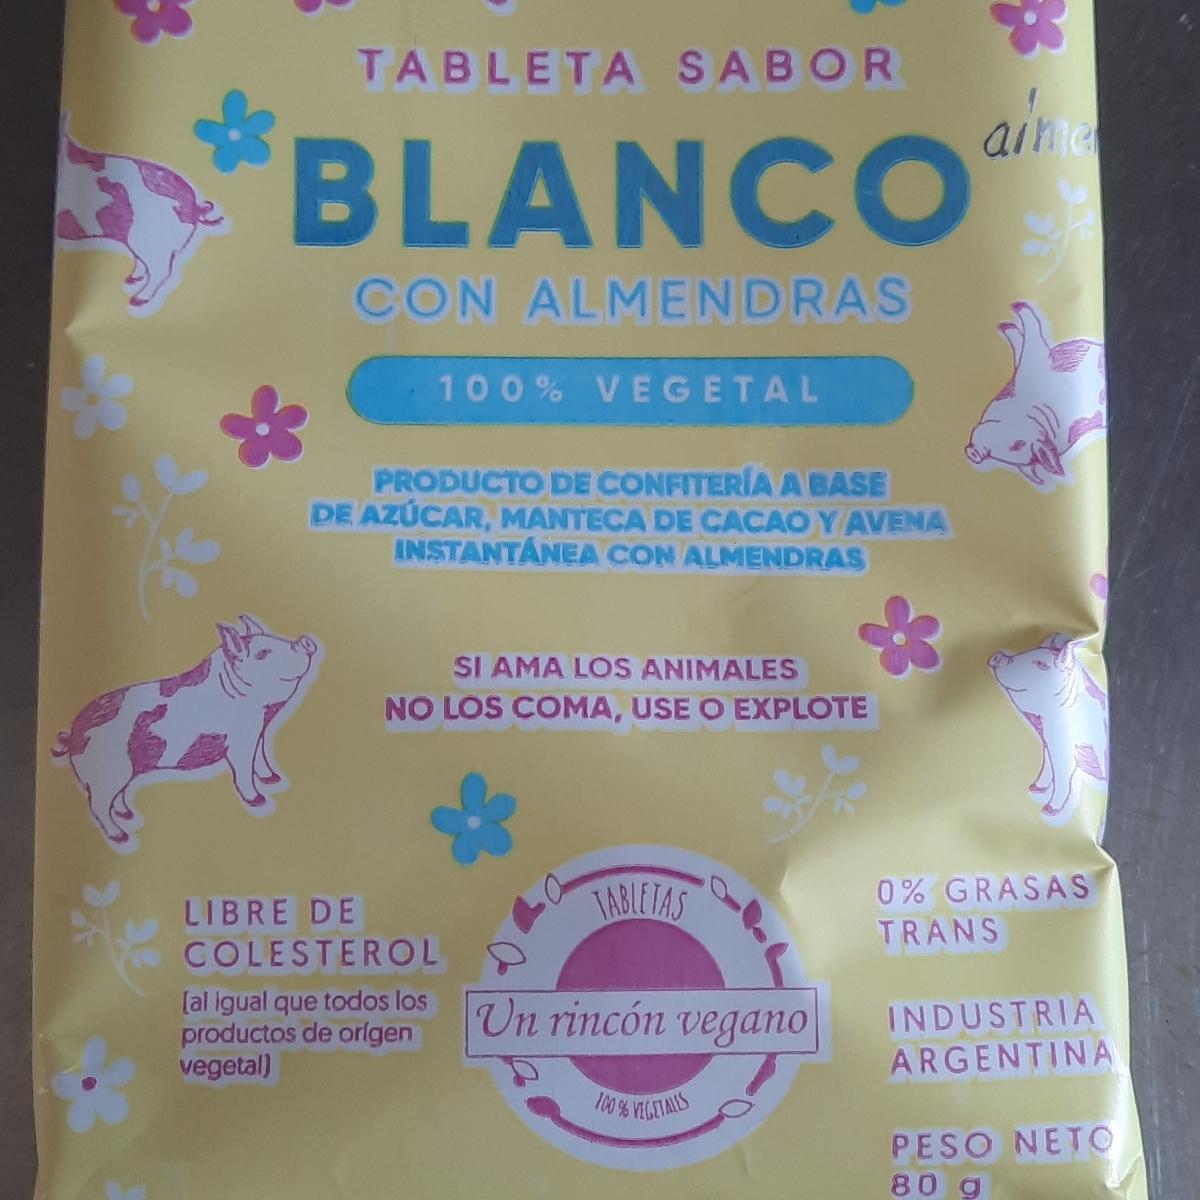 TABLETA SABOR
BLANCO
CON ALMENDRAS
100% VEGETAL
PRODUCTO DE CONFITERÍA A BASE
DE AZÚCAR, MANTECA DE CACAO Y AVENA
INSTANTÁNEA CON ALMENDRAS
SI AMA LOS ANIMALES
NO LOS COMA, USE O EXPLOTE
LIBRE DE
COLESTEROL
(al igual que todos los
productos de orígen
vegetal)
TABLETAS
Un rincón vegano
100% VEGETALES
0% GRASAS
TRANS
INDUSTRIA
ARGENTINA
PESO NETO
80 g